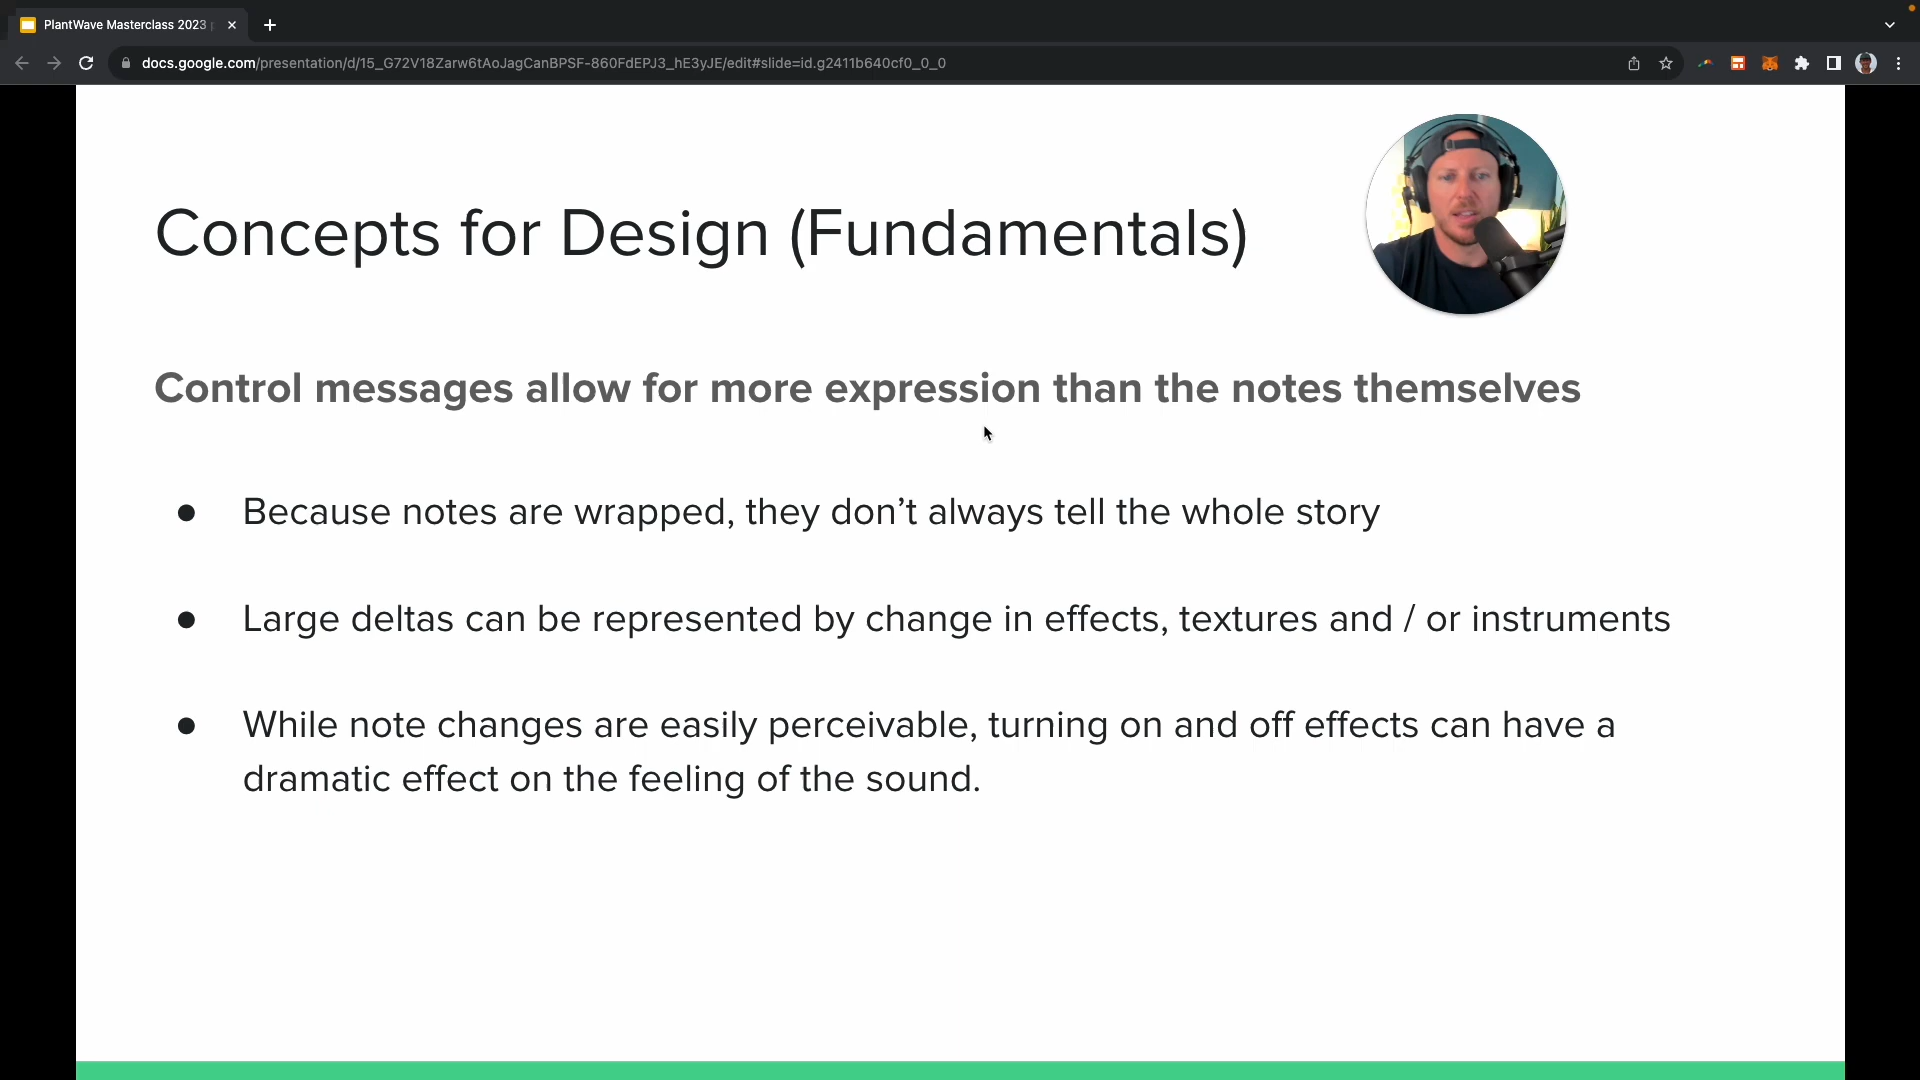 PlantWave Masterclass 2023
docs.google.com/presentation/d/15_G72V18Zarw6tAoJagCanBPSF-860FdEPJ3_hE3yJE/edit#slide=id.g2411b640cf0_0_0
Concepts for Design (Fundamentals)
Control messages allow for more expression than the notes themselves
● Because notes are wrapped, they don’t always tell the whole story
● Large deltas can be represented by change in effects, textures and / or instruments
● While note changes are easily perceivable, turning on and off effects can have a
dramatic effect on the feeling of the sound.